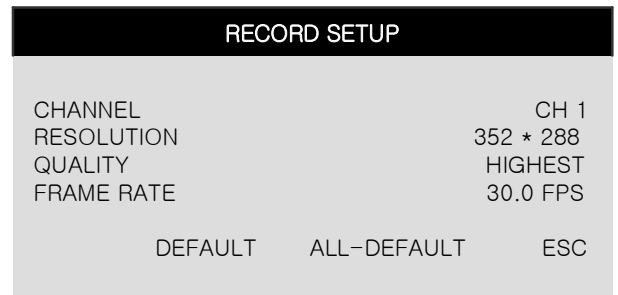 RECORD SETUP
CHANNEL CH 1
RESOLUTION 352 * 288
QUALITY HIGHEST
FRAME RATE 30.0 FPS
DEFAULT ALL-DEFAULT ESC